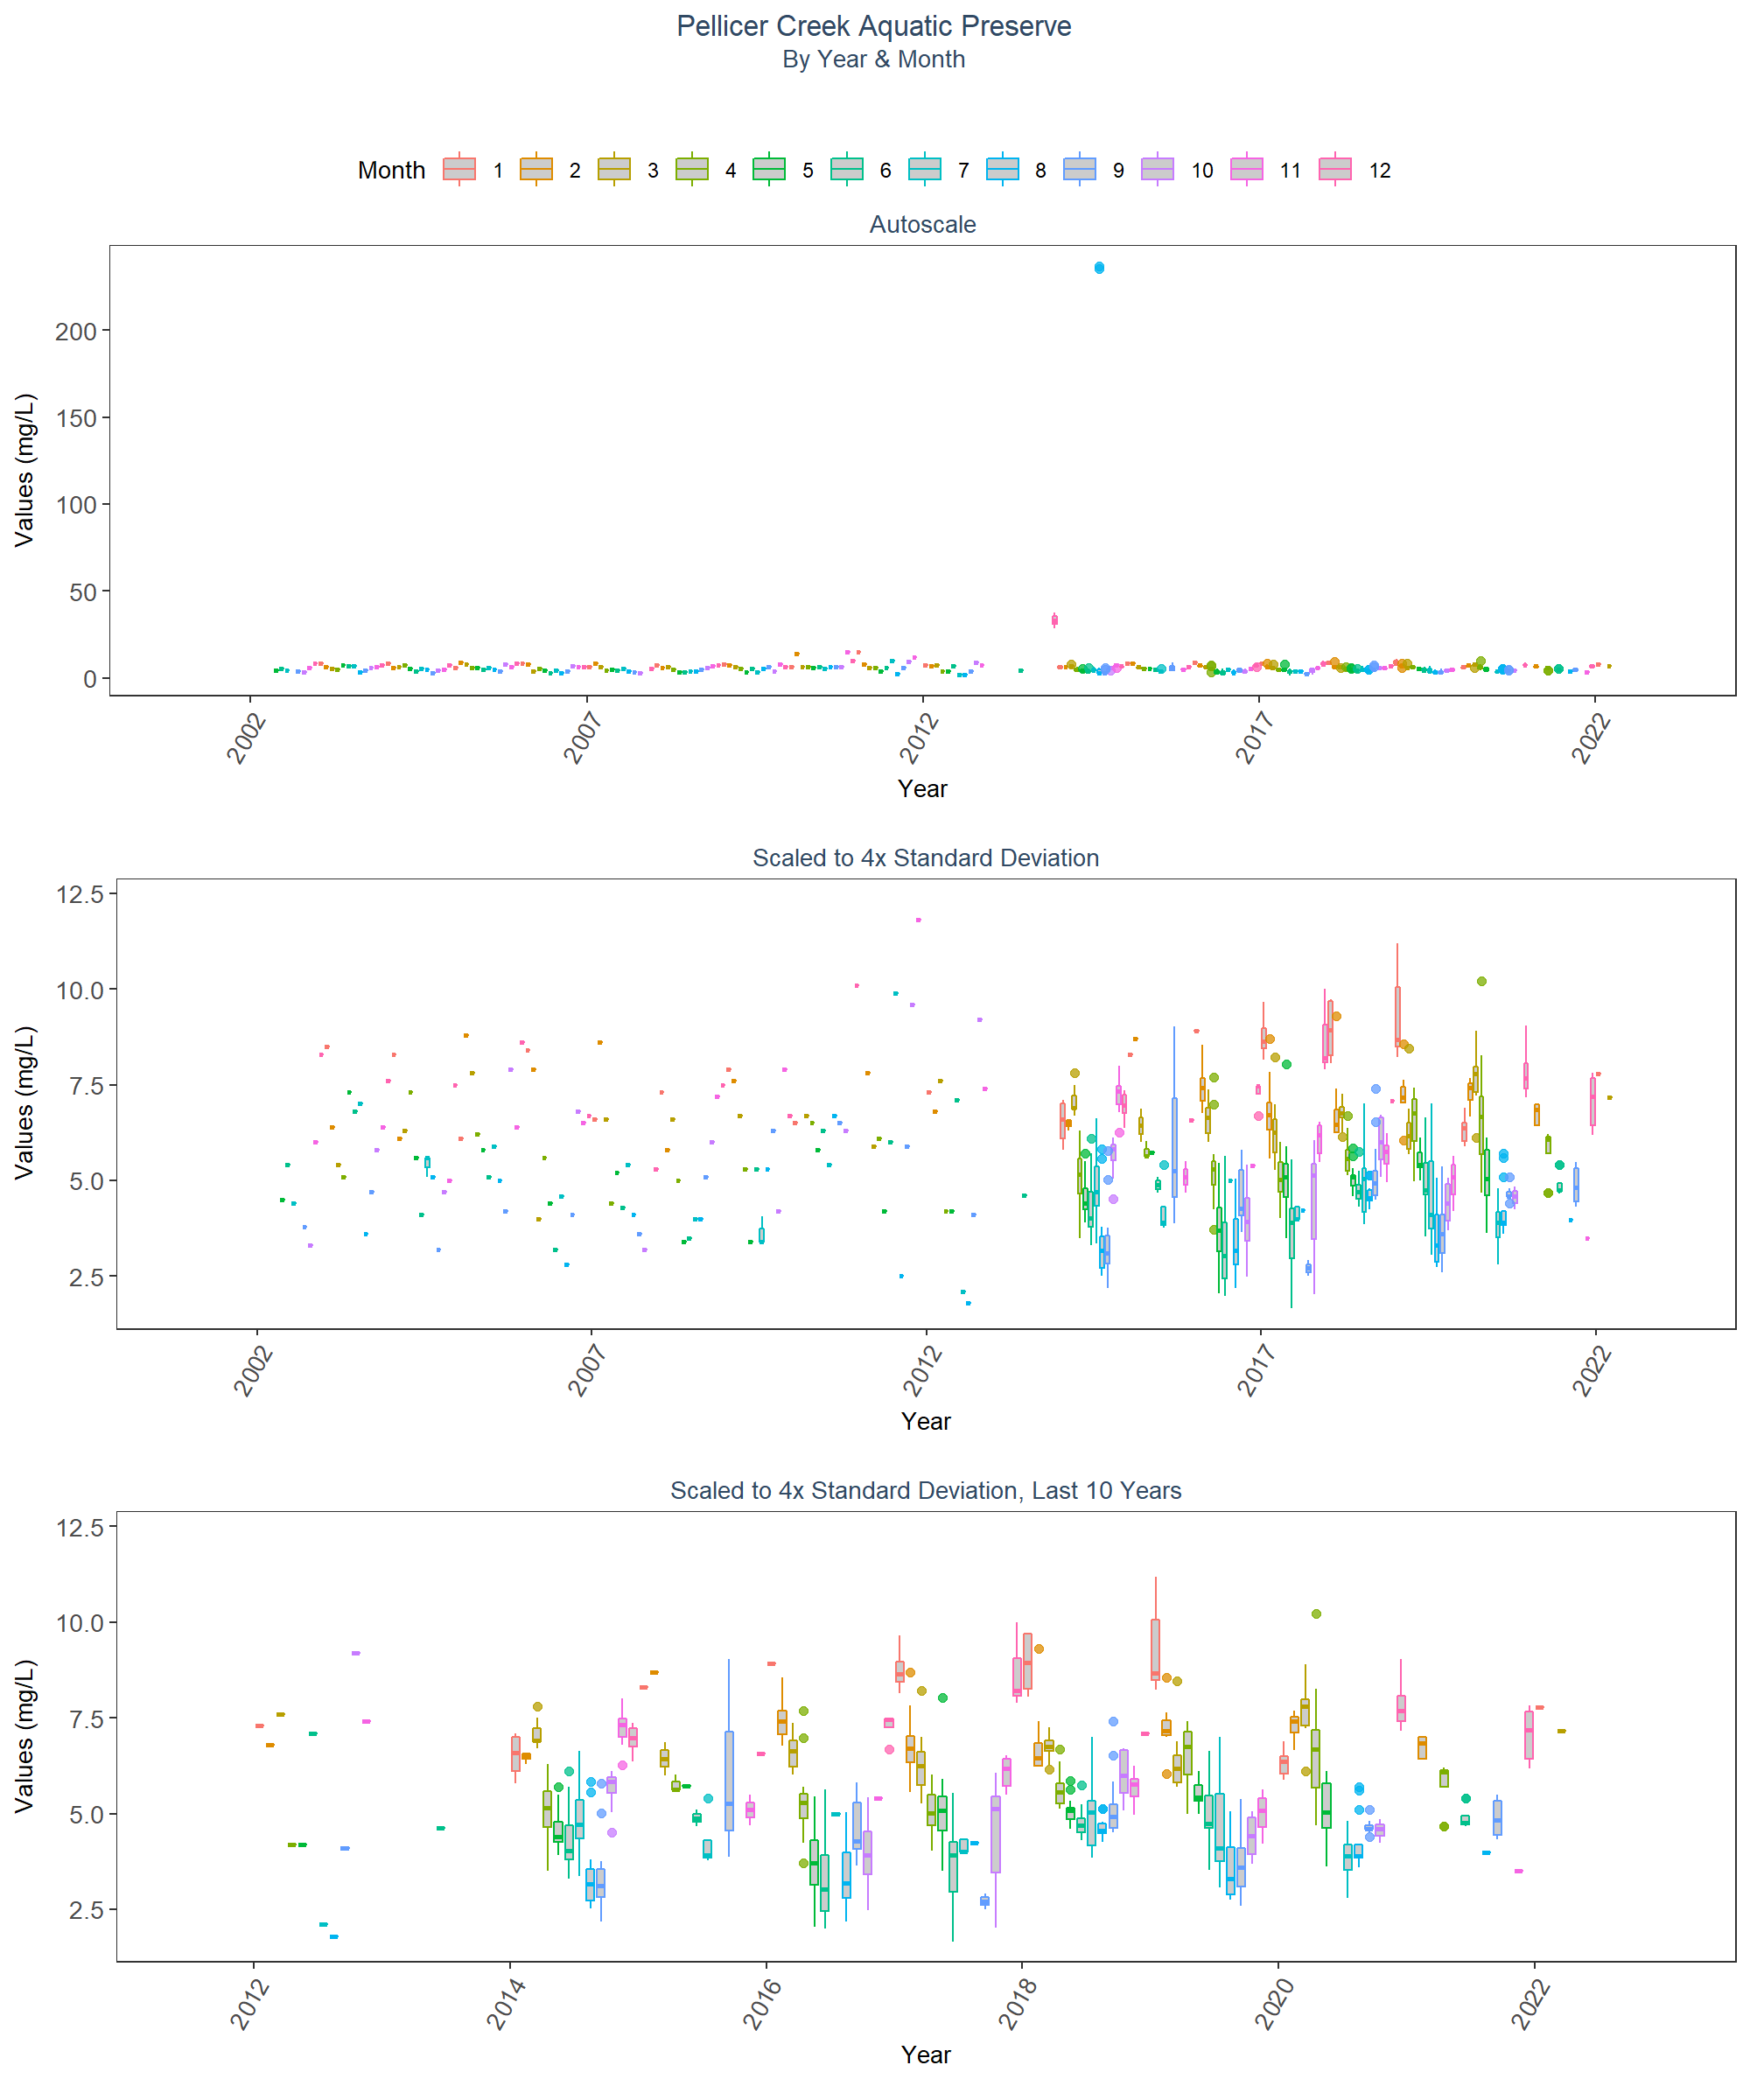 Pellicer Creek Aquatic Preserve
By Year & Month
Month 1 2 3 4 5 6 7 8 9 10 11 12
Autoscale
Values (mg/L)
200
150
100
50
0
2002 2007 2012 2017 2022
Year
Scaled to 4x Standard Deviation
Values (mg/L)
12.5
10.0
7.5
5.0
2.5
2002 2007 2012 2017 2022
Year
Scaled to 4x Standard Deviation, Last 10 Years
Values (mg/L)
12.5
10.0
7.5
5.0
2.5
2012 2014 2016 2018 2020 2022
Year